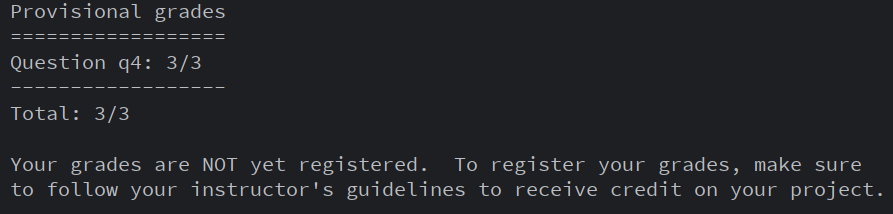 Provisional grades
==================
Question q4: 3/3
------------------
Total: 3/3

Your grades are NOT yet registered.  To register your grades, make sure
to follow your instructor's guidelines to receive credit on your project.